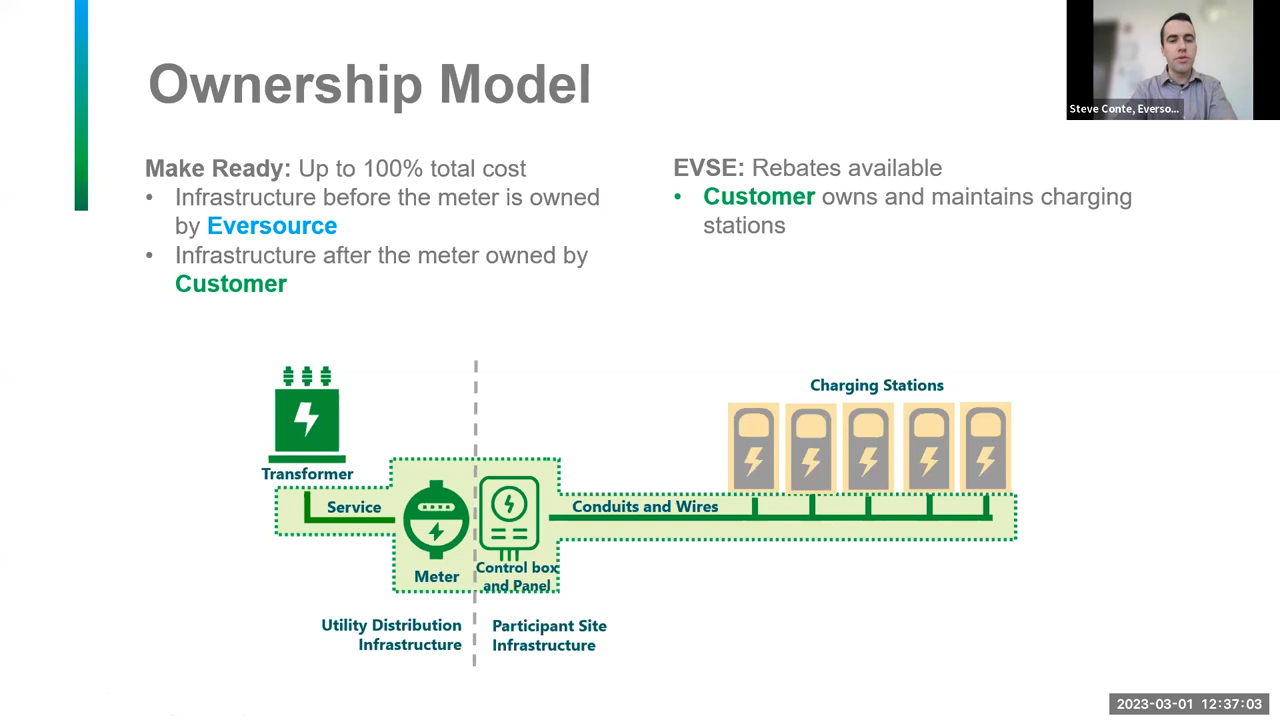 Ownership Model
Steve Conte, Everso...
Make Ready: Up to 100% total cost
• Infrastructure before the meter is owned
by Eversource
• Infrastructure after the meter owned by
Customer
EVSE: Rebates available
• Customer owns and maintains charging
stations
Charging Stations
Transformer
Service
Conduits and Wires
Meter
Control box
and Panel
Utility Distribution
Infrastructure
Participant Site
Infrastructure
2023-03-01 12:37:03